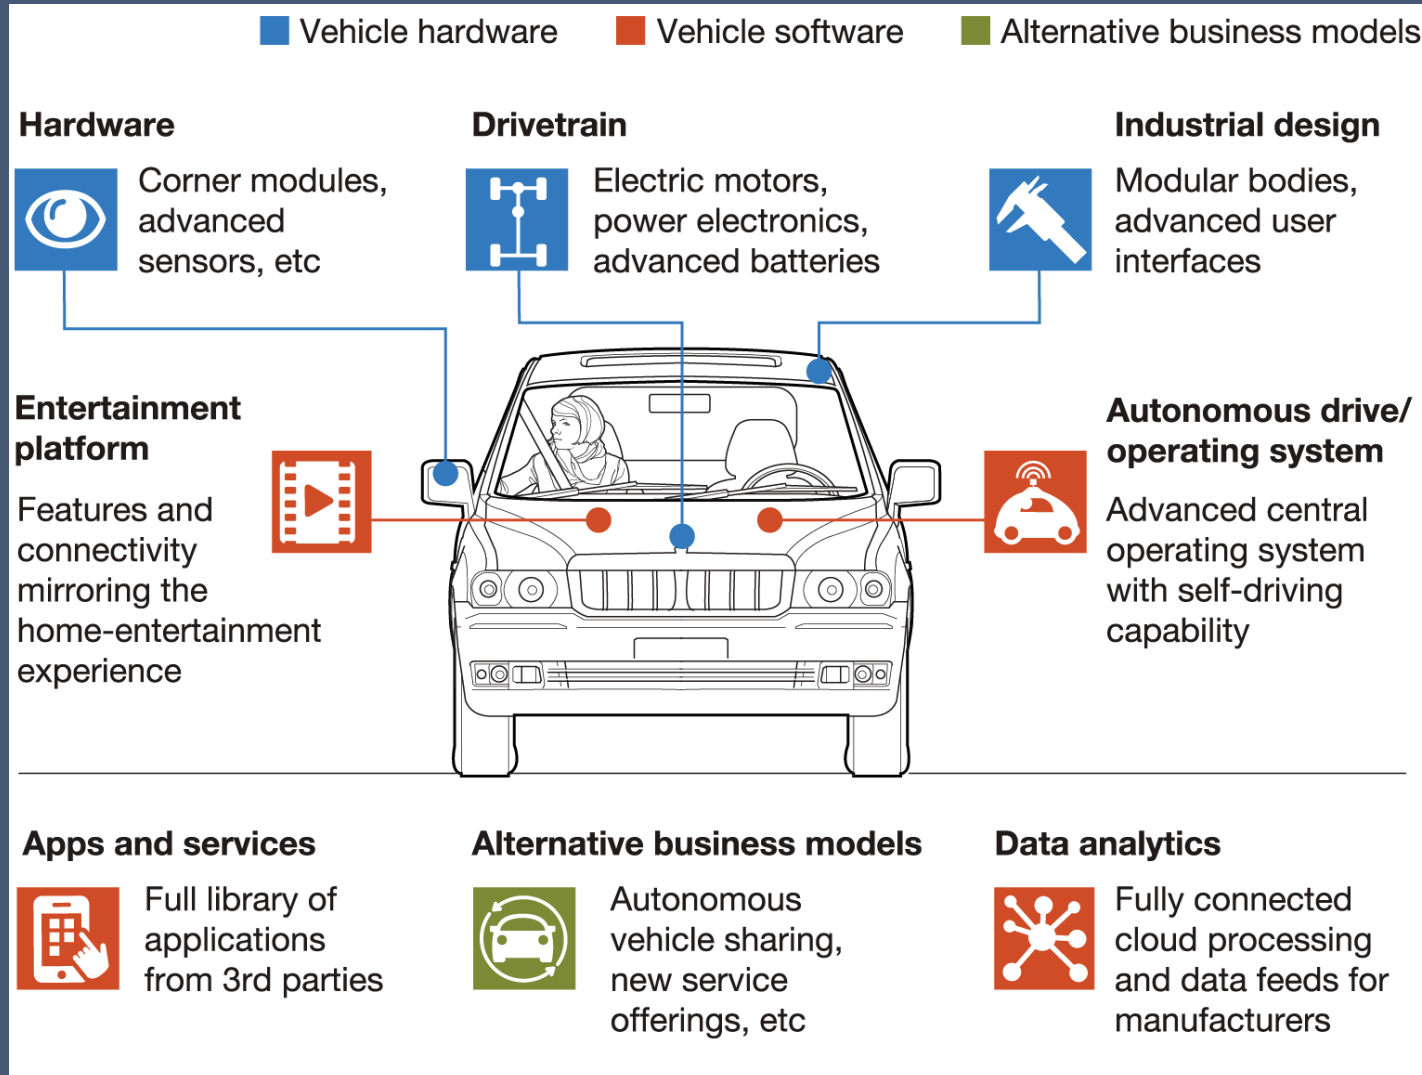 Vehicle hardware
Vehicle software
Alternative business models
Hardware
Corner modules,
advanced
sensors, etc
Drivetrain
Electric motors,
power electronics,
advanced batteries
Industrial design
Modular bodies,
advanced user
interfaces
Entertainment
platform
Features and
connectivity
mirroring the
home-entertainment
experience
Autonomous drive/
operating system
Advanced central
operating system
with self-driving
capability
Apps and services
Full library of
applications
from 3rd parties
Alternative business models
Autonomous
vehicle sharing,
new service
offerings, etc
Data analytics
Fully connected
cloud processing
and data feeds for
manufacturers